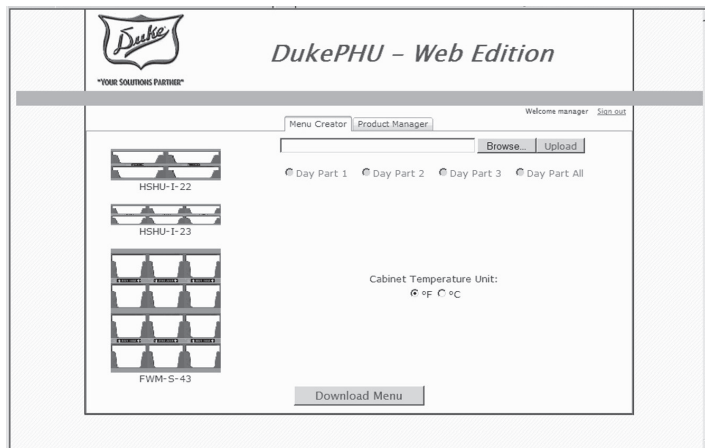 Duke
"YOUR SOLUTIONS PARTNER"
DukePHU – Web Edition
Welcome manager Sign out
Menu Creator Product Manager
Browse... Upload
Day Part 1 Day Part 2 Day Part 3 Day Part All
HSHU-I-22
HSHU-I-23
Cabinet Temperature Unit:
°F °C
FWM-S-43
Download Menu